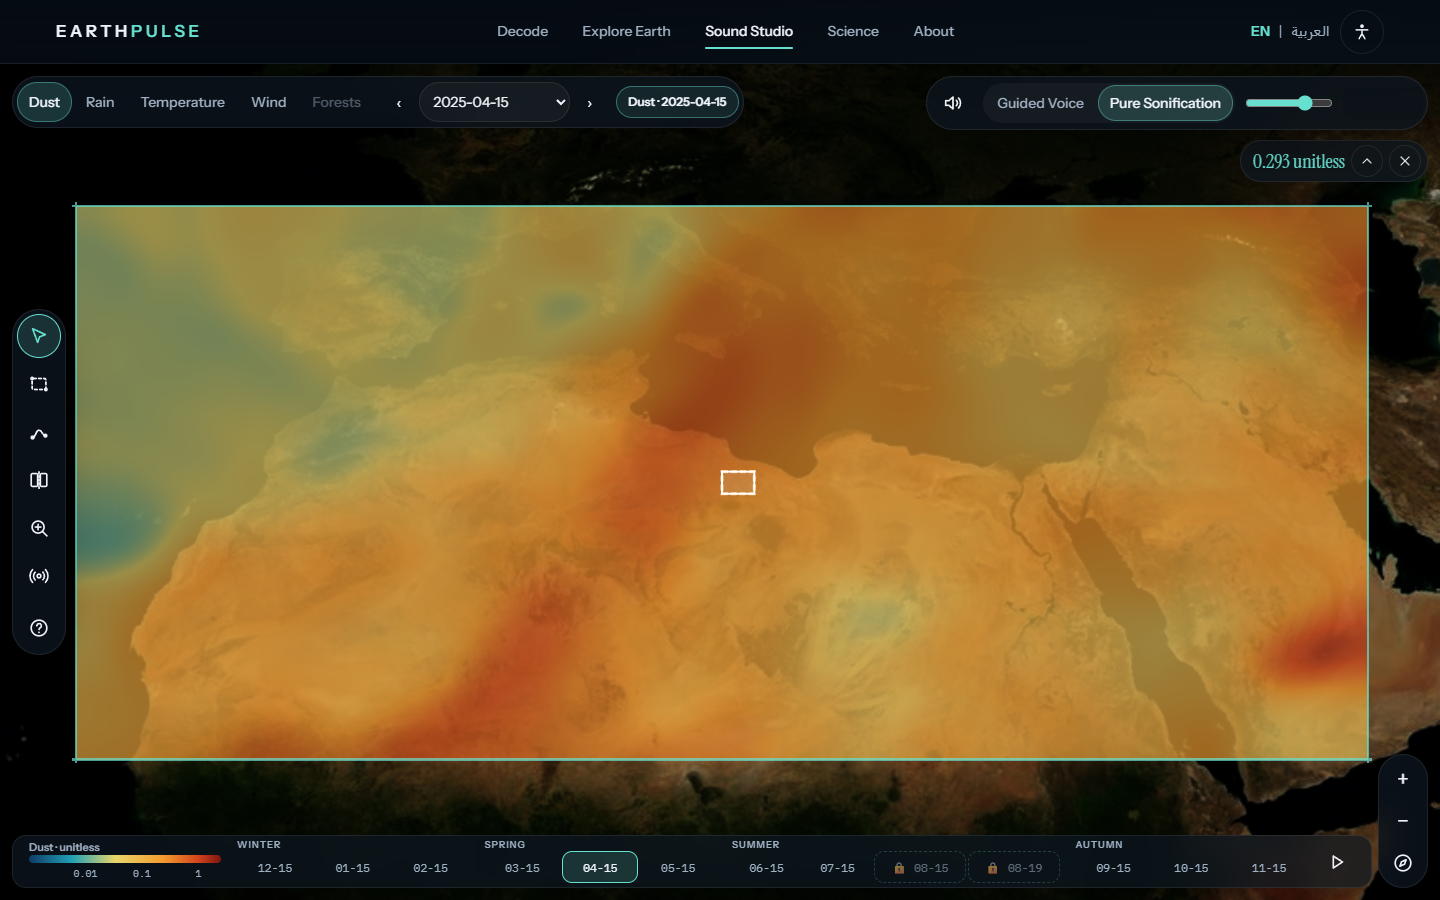 EARTHPULSE
Decode Explore Earth Sound Studio Science About
EN | العربية
Dust Rain Temperature Wind Forests ‹ 2025-04-15 › Dust·2025-04-15
Guided Voice Pure Sonification
0.293 unitless
Dust·unitless
0.01 0.1 1
WINTER SPRING SUMMER AUTUMN
12-15 01-15 02-15 03-15 04-15 05-15 06-15 07-15 08-15 08-19 09-15 10-15 11-15